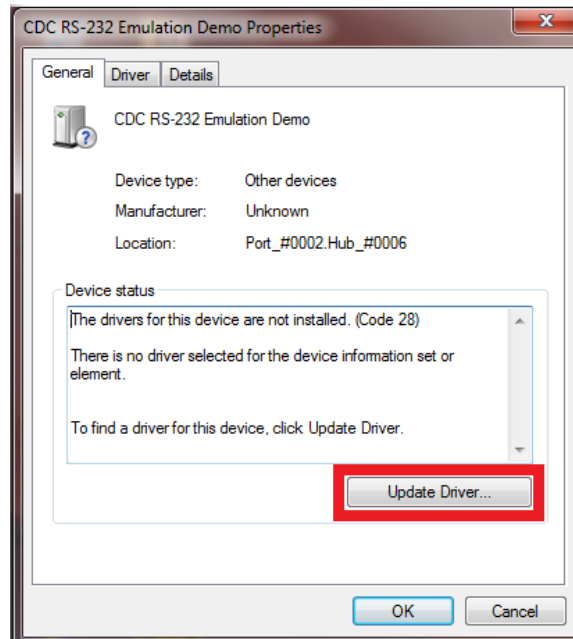 CDC RS-232 Emulation Demo Properties
General Driver Details
CDC RS-232 Emulation Demo
Device type: Other devices
Manufacturer: Unknown
Location: Port_#0002.Hub_#0006
Device status
The drivers for this device are not installed. (Code 28)
There is no driver selected for the device information set or
element.
To find a driver for this device, click Update Driver.
Update Driver...
OK Cancel